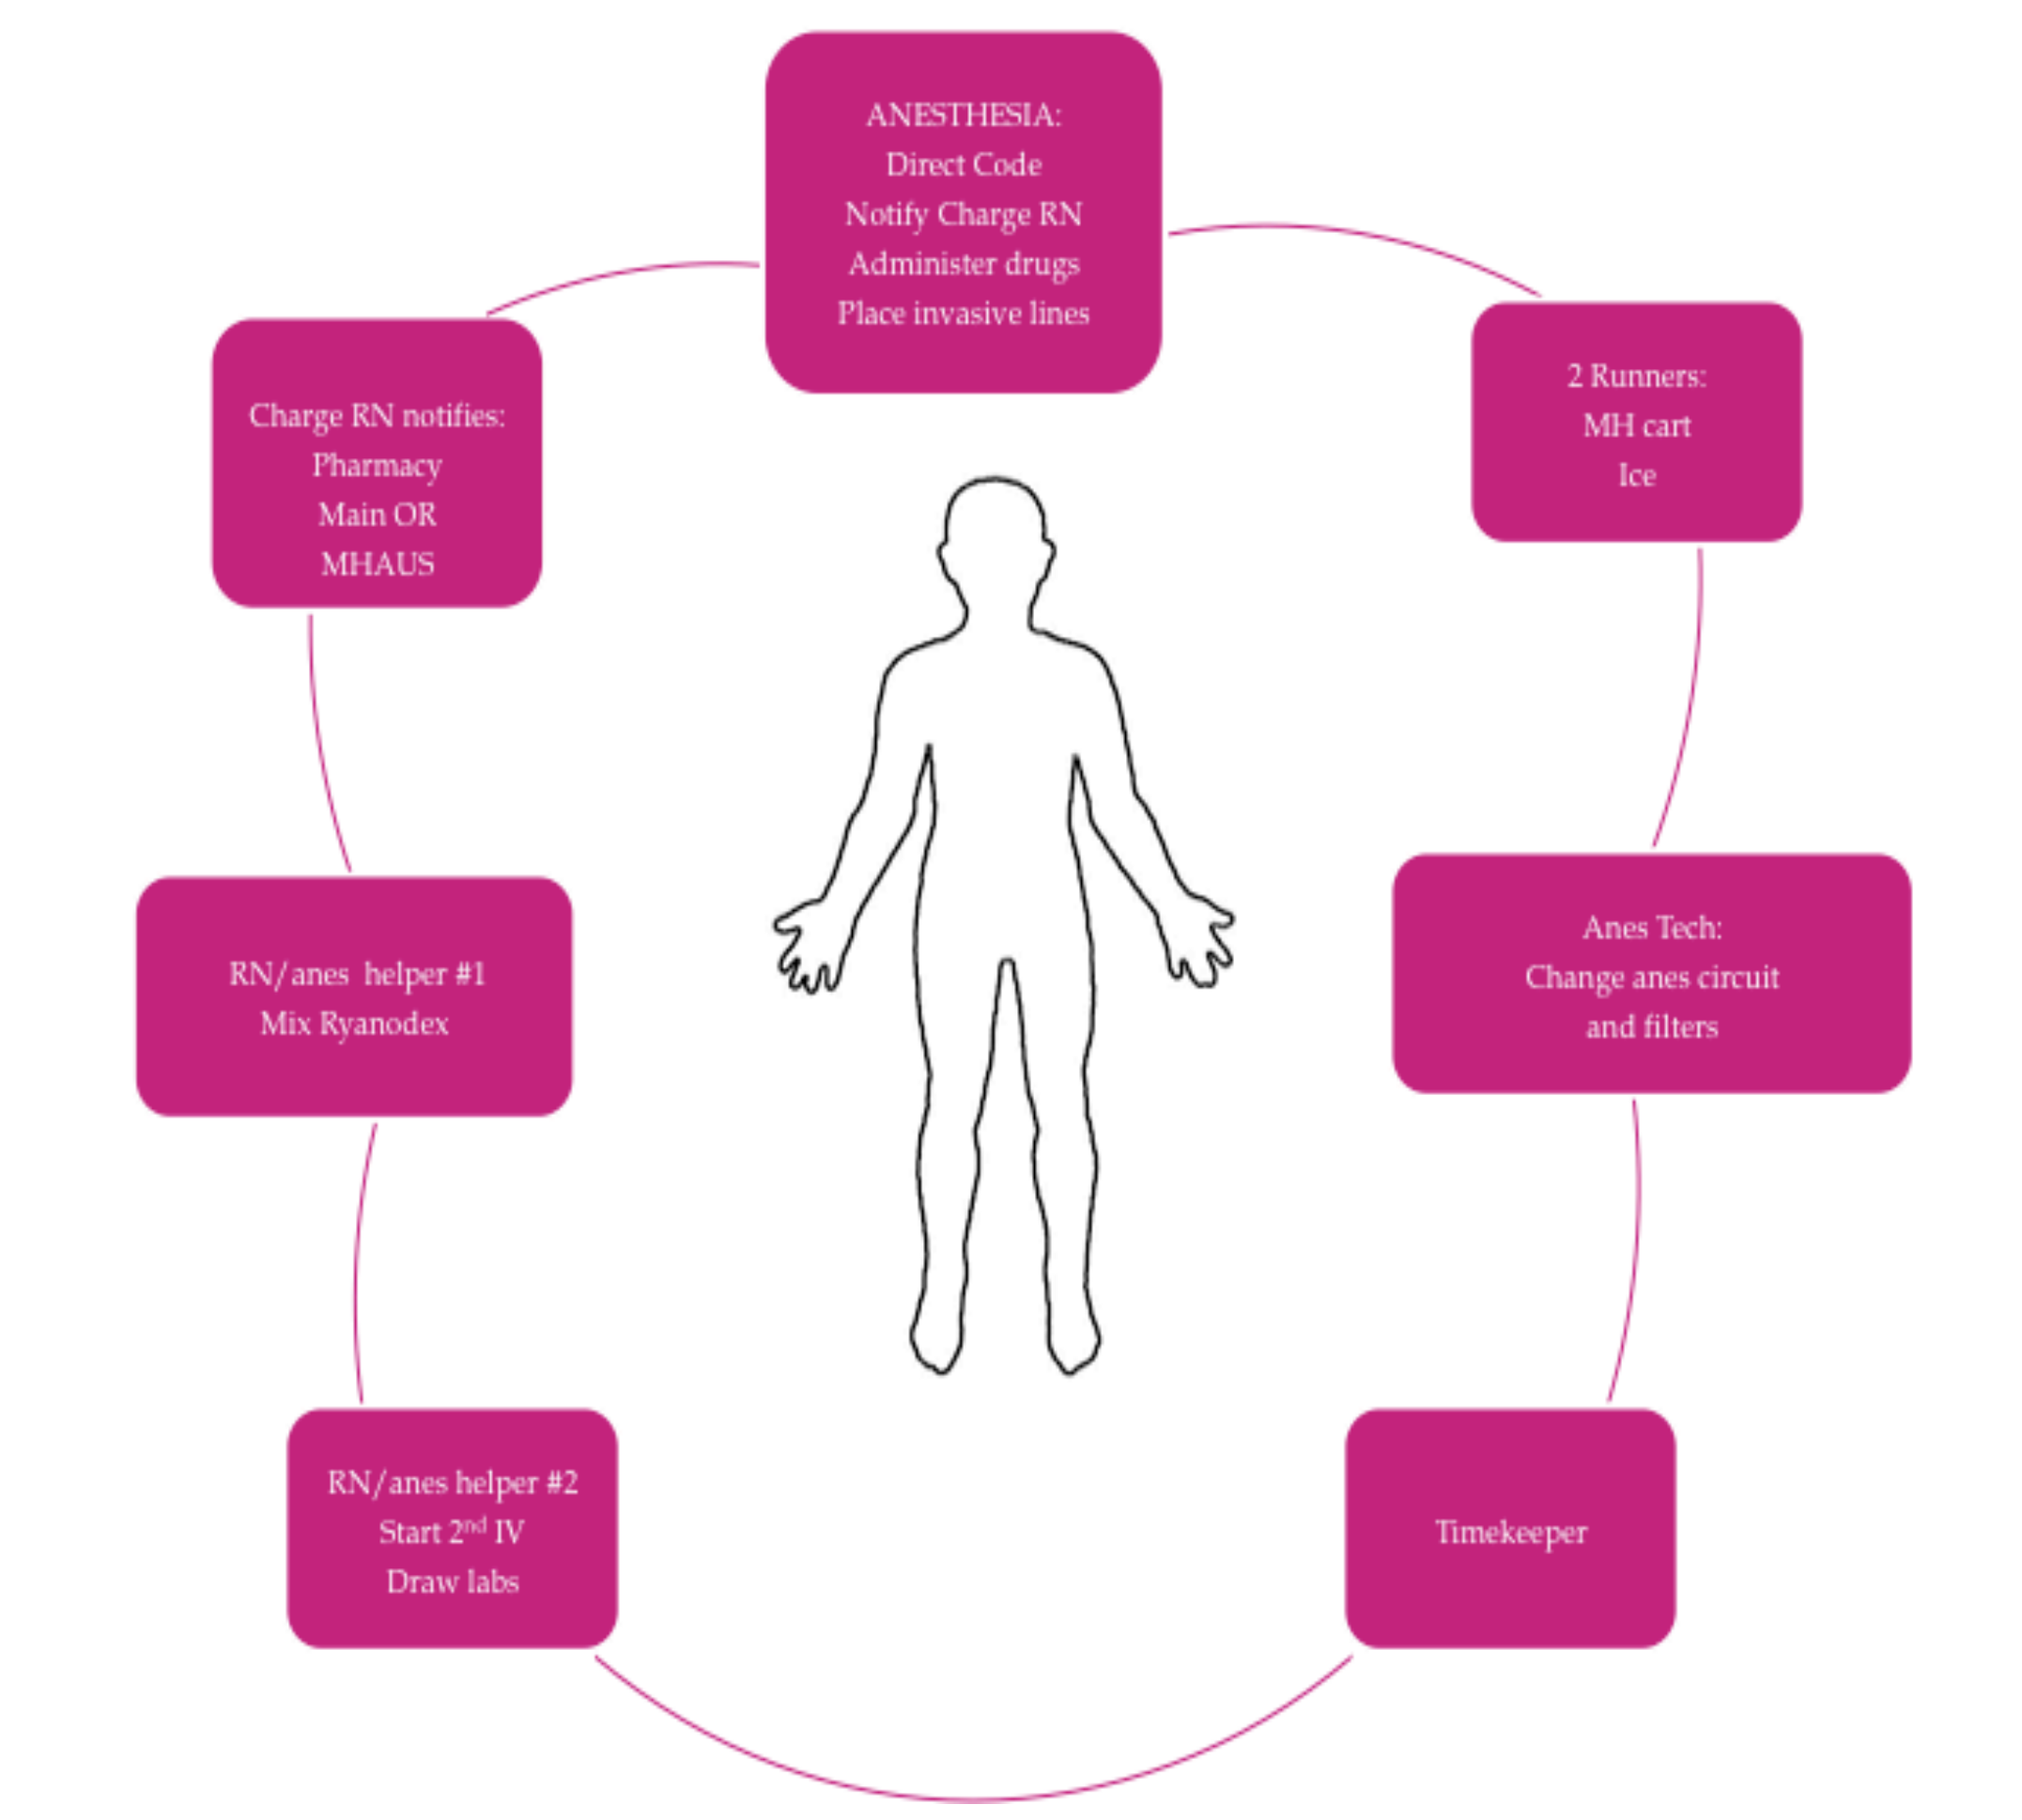 ANESTHESIA:
Direct Code
Notify Charge RN
Administer drugs
Place invasive lines
2 Runners:
MH cart
Ice
Anes Tech:
Change anes circuit
and filters
Timekeeper
RN/anes helper #2
Start 2nd IV
Draw labs
RN/anes helper #1
Mix Ryanodex
Charge RN notifies:
Pharmacy
Main OR
MHAUS